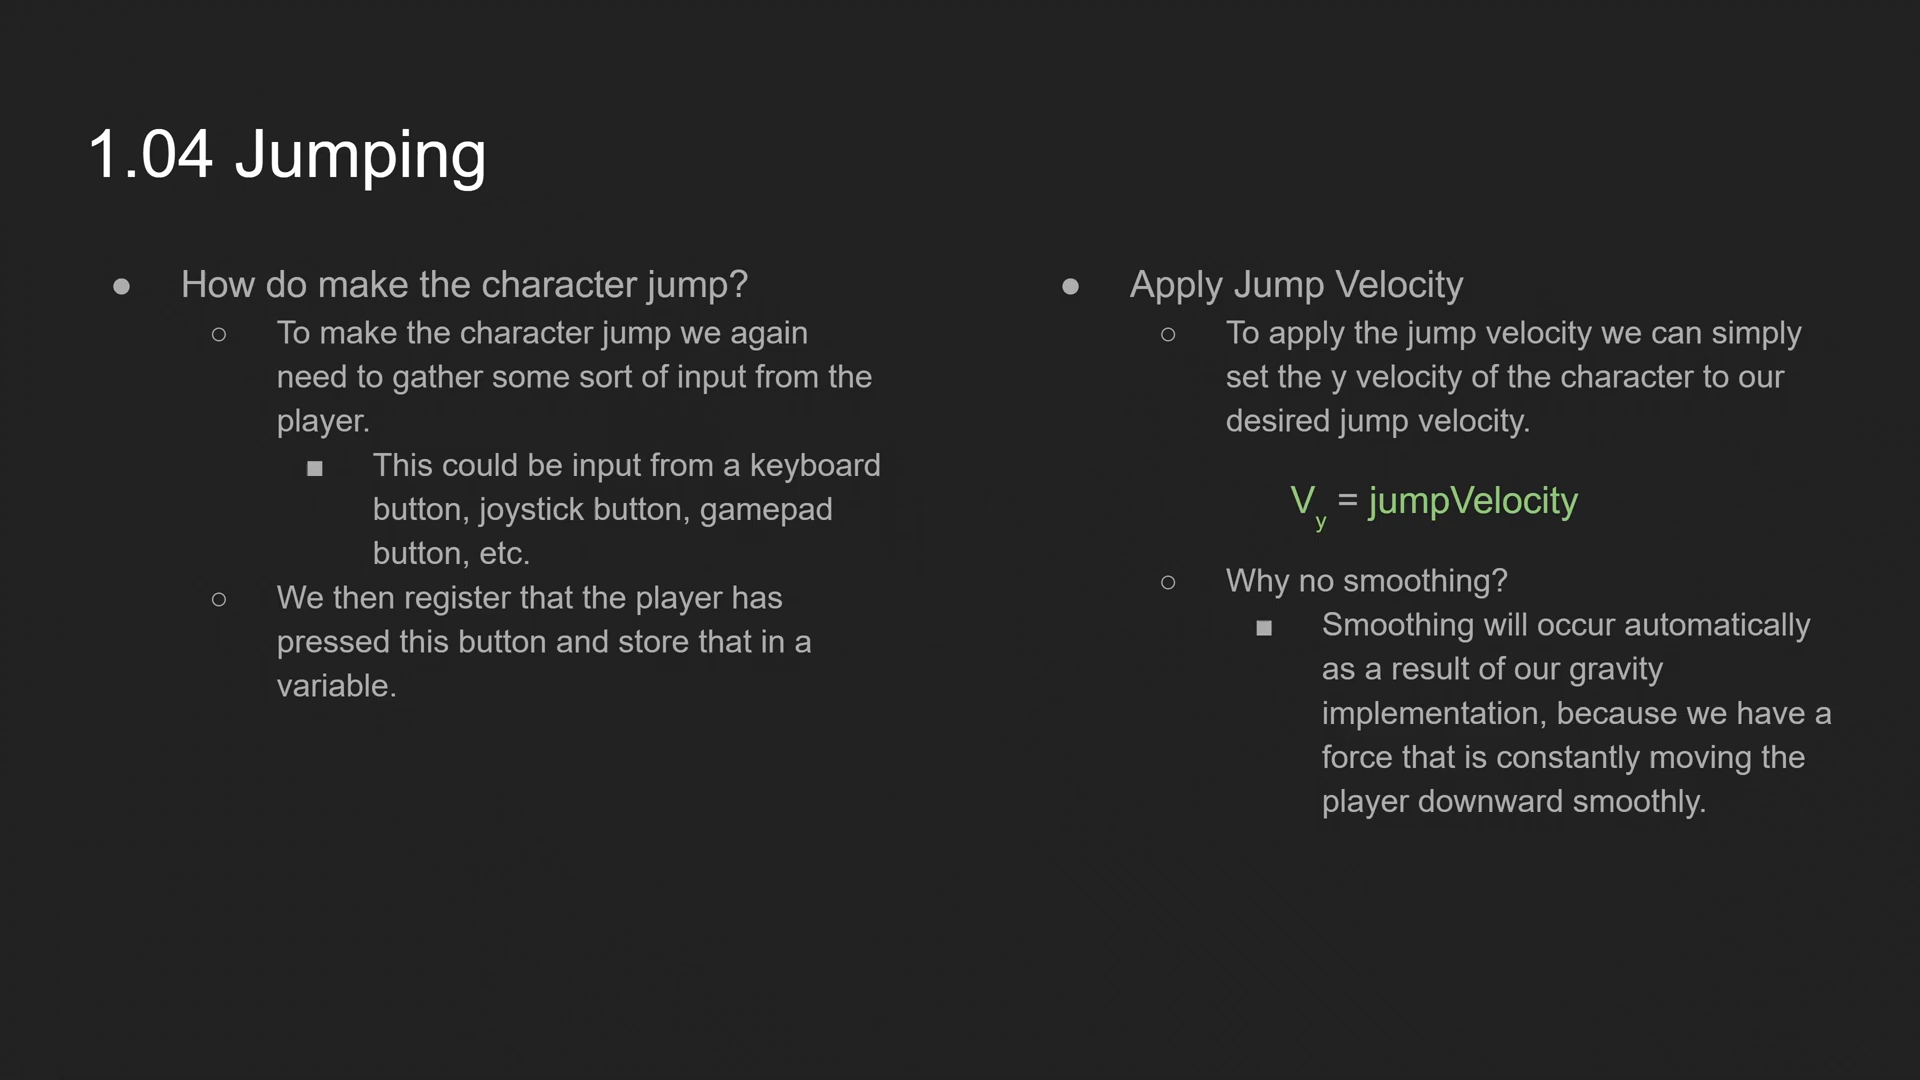 1.04 Jumping
● How do make the character jump?
○ To make the character jump we again
need to gather some sort of input from the
player.
■ This could be input from a keyboard
button, joystick button, gamepad
button, etc.
○ We then register that the player has
pressed this button and store that in a
variable.
● Apply Jump Velocity
○ To apply the jump velocity we can simply
set the y velocity of the character to our
desired jump velocity.
Vy = jumpVelocity
○ Why no smoothing?
■ Smoothing will occur automatically
as a result of our gravity
implementation, because we have a
force that is constantly moving the
player downward smoothly.